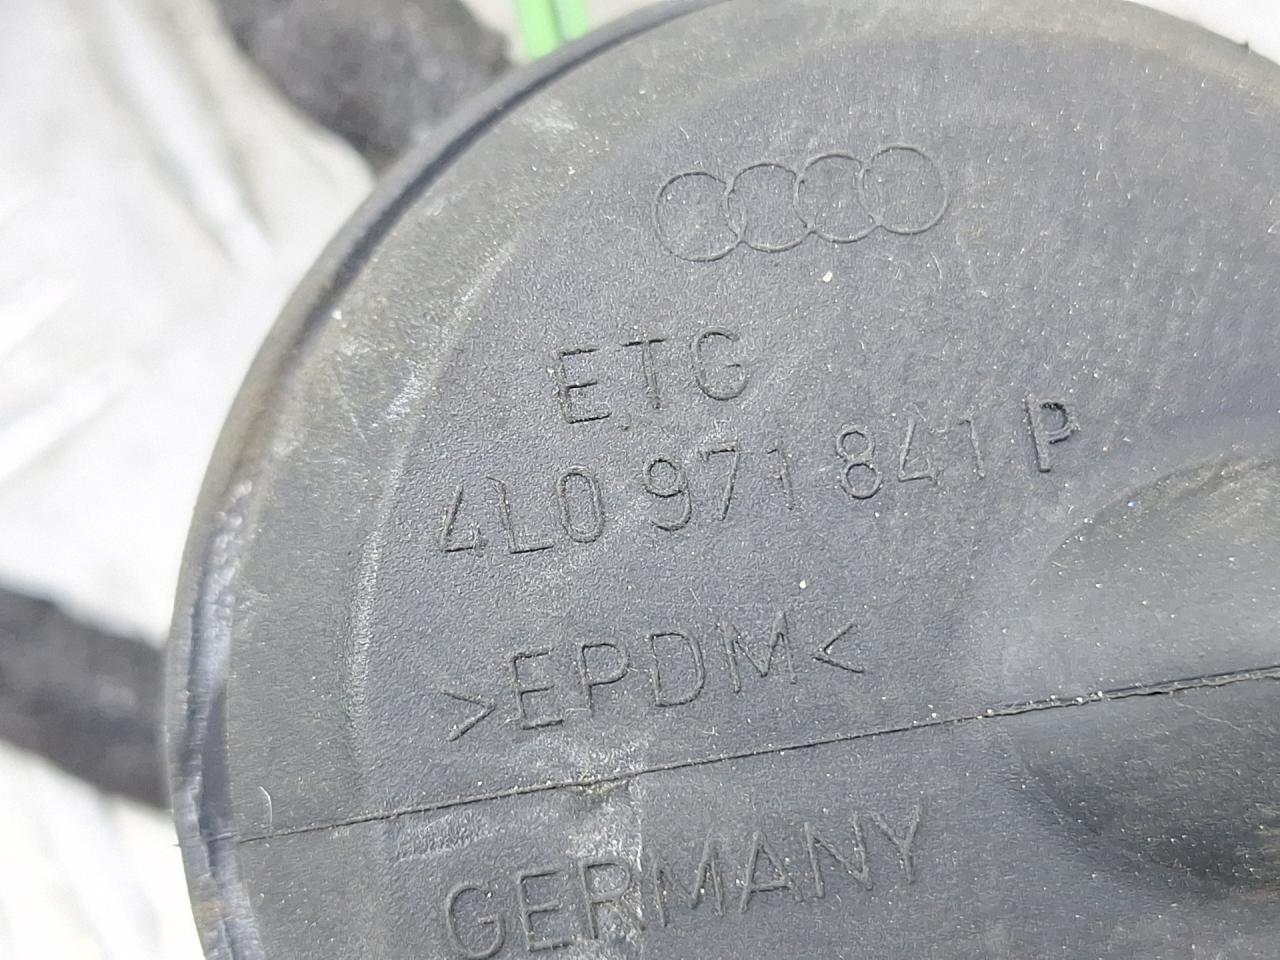 ETG
4L0 971 841 P
>EPDM<
GERMANY